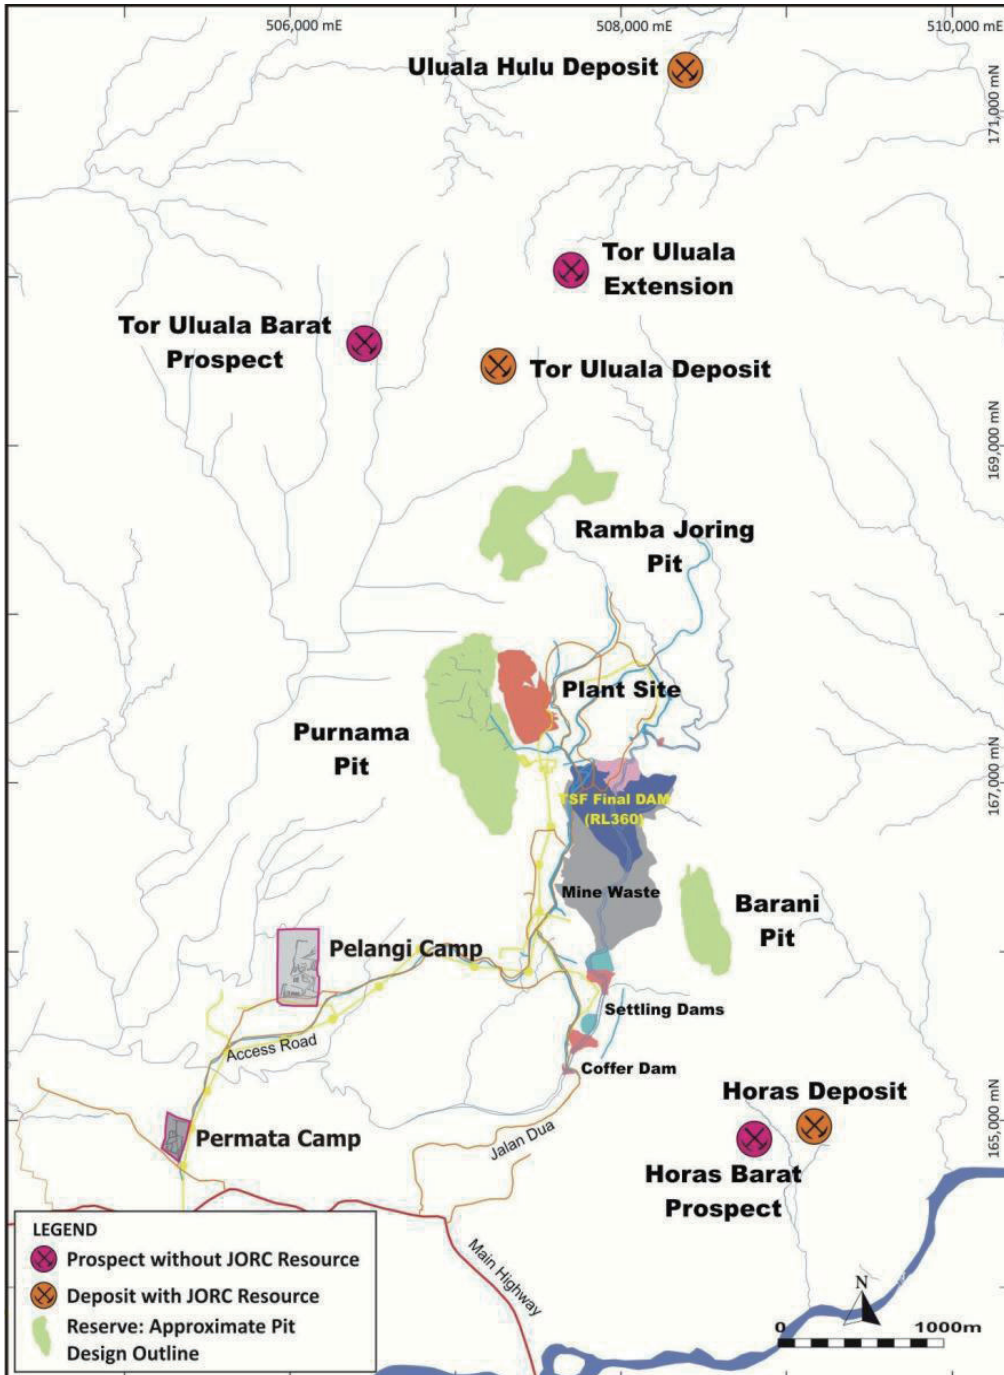 506,000 mE
508,000 mE
510,000 mE
Uluala Hulu Deposit
171,000 mN
Tor Uluala
Extension
Tor Uluala Barat
Prospect
Tor Uluala Deposit
169,000 mN
Ramba Joring
Pit
Plant Site
Purnama
Pit
167,000 mN
TSF Final DAM
(RL360)
Mine Waste
Barani
Pit
Pelangi Camp
Settling Dams
Access Road
Coffer Dam
Horas Deposit
165,000 mN
Permata Camp
Jalan Dua
Horas Barat
Prospect
Main Highway
LEGEND
Prospect without JORC Resource
Deposit with JORC Resource
Reserve: Approximate Pit
Design Outline
N
0 1000m